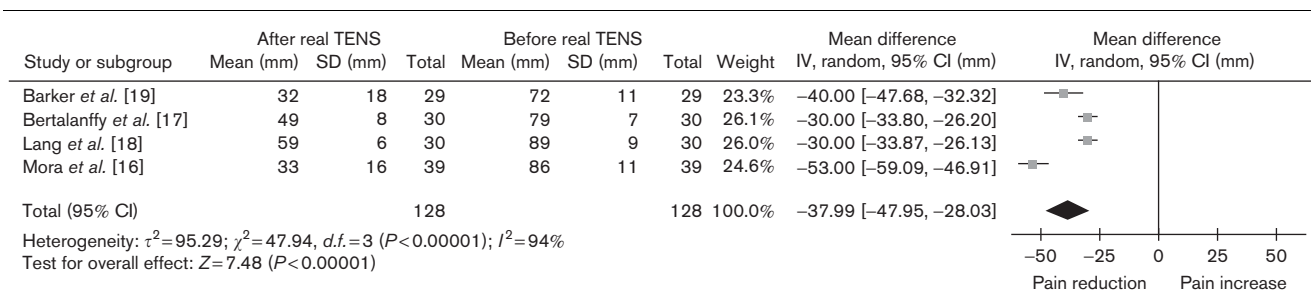 After real TENS Before real TENS Mean difference Mean difference
Study or subgroup Mean (mm) SD (mm) Total Mean (mm) SD (mm) Total Weight IV, random, 95% CI (mm) IV, random, 95% CI (mm)
Barker et al. [19] 32 18 29 72 11 29 23.3% −40.00 [−47.68, −32.32]
Bertalanffy et al. [17] 49 8 30 79 7 30 26.1% −30.00 [−33.80, −26.20]
Lang et al. [18] 59 6 30 89 9 30 26.0% −30.00 [−33.87, −26.13]
Mora et al. [16] 33 16 39 86 11 39 24.6% −53.00 [−59.09, −46.91]
Total (95% CI) 128 128 100.0% −37.99 [−47.95, −28.03]
Heterogeneity: τ²=95.29; χ²=47.94, d.f.=3 (P<0.00001); I²=94%
Test for overall effect: Z=7.48 (P<0.00001)
−50 −25 0 25 50
Pain reduction Pain increase